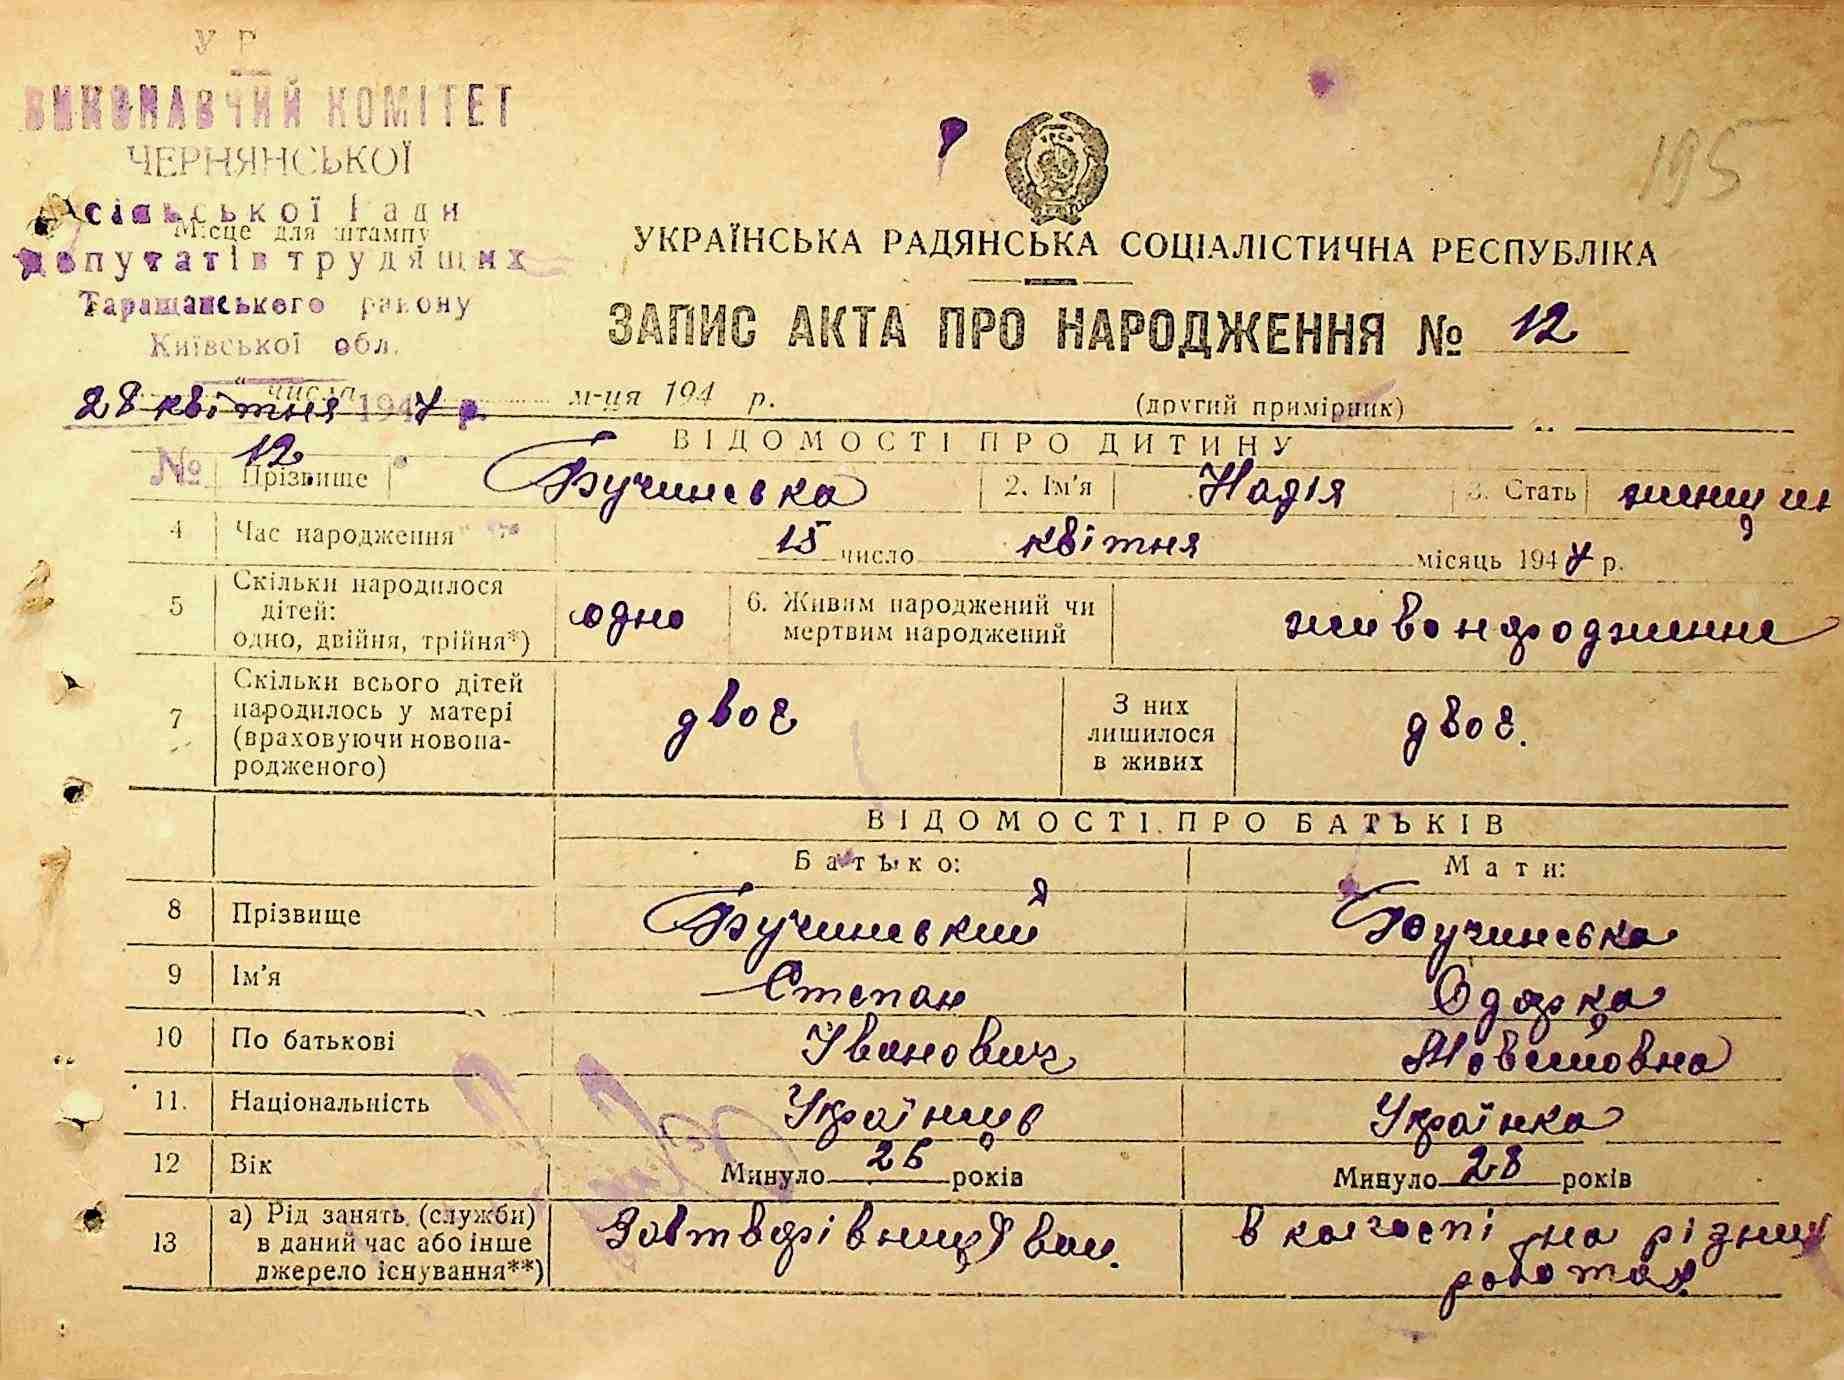 У Р
ВИКОНАВЧИЙ КОМІТЕТ
ЧЕРНЯНСЬКОЇ
сільської Ради
Місце для штампу
депутатів трудящих
Таращанського району
Київської обл.
195
УКРАЇНСЬКА РАДЯНСЬКА СОЦІАЛІСТИЧНА РЕСПУБЛІКА
ЗАПИС АКТА ПРО НАРОДЖЕННЯ № 12
числа м-ця 194 р.
28 квітня 1947 р.
(другий примірник)
ВІДОМОСТІ ПРО ДИТИНУ
№ 12
Прізвище Бучинська 2. Ім'я Надія 3. Стать
4 Час народження 15 число квітня місяць 1947 р.
5 Скільки народилося дітей: одно, двійня, трійня*) одно 6. Живим народжений чи мертвим народжений живонародженне
7 Скільки всього дітей народилось у матері (враховуючи новонародженого) двоє З них лишилося в живих двоє.
ВІДОМОСТІ ПРО БАТЬКІВ
Батько: Мати:
8 Прізвище Бучинський Бучинська
9 Ім'я Степан Одарка
10 По батькові Іванович
11. Національність Українец Українка
12 Вік Минуло 26 років Минуло 28 років
13 а) Рід занять (служби) в даний час або інше джерело існування**) в колгоспі на різних
роботах.